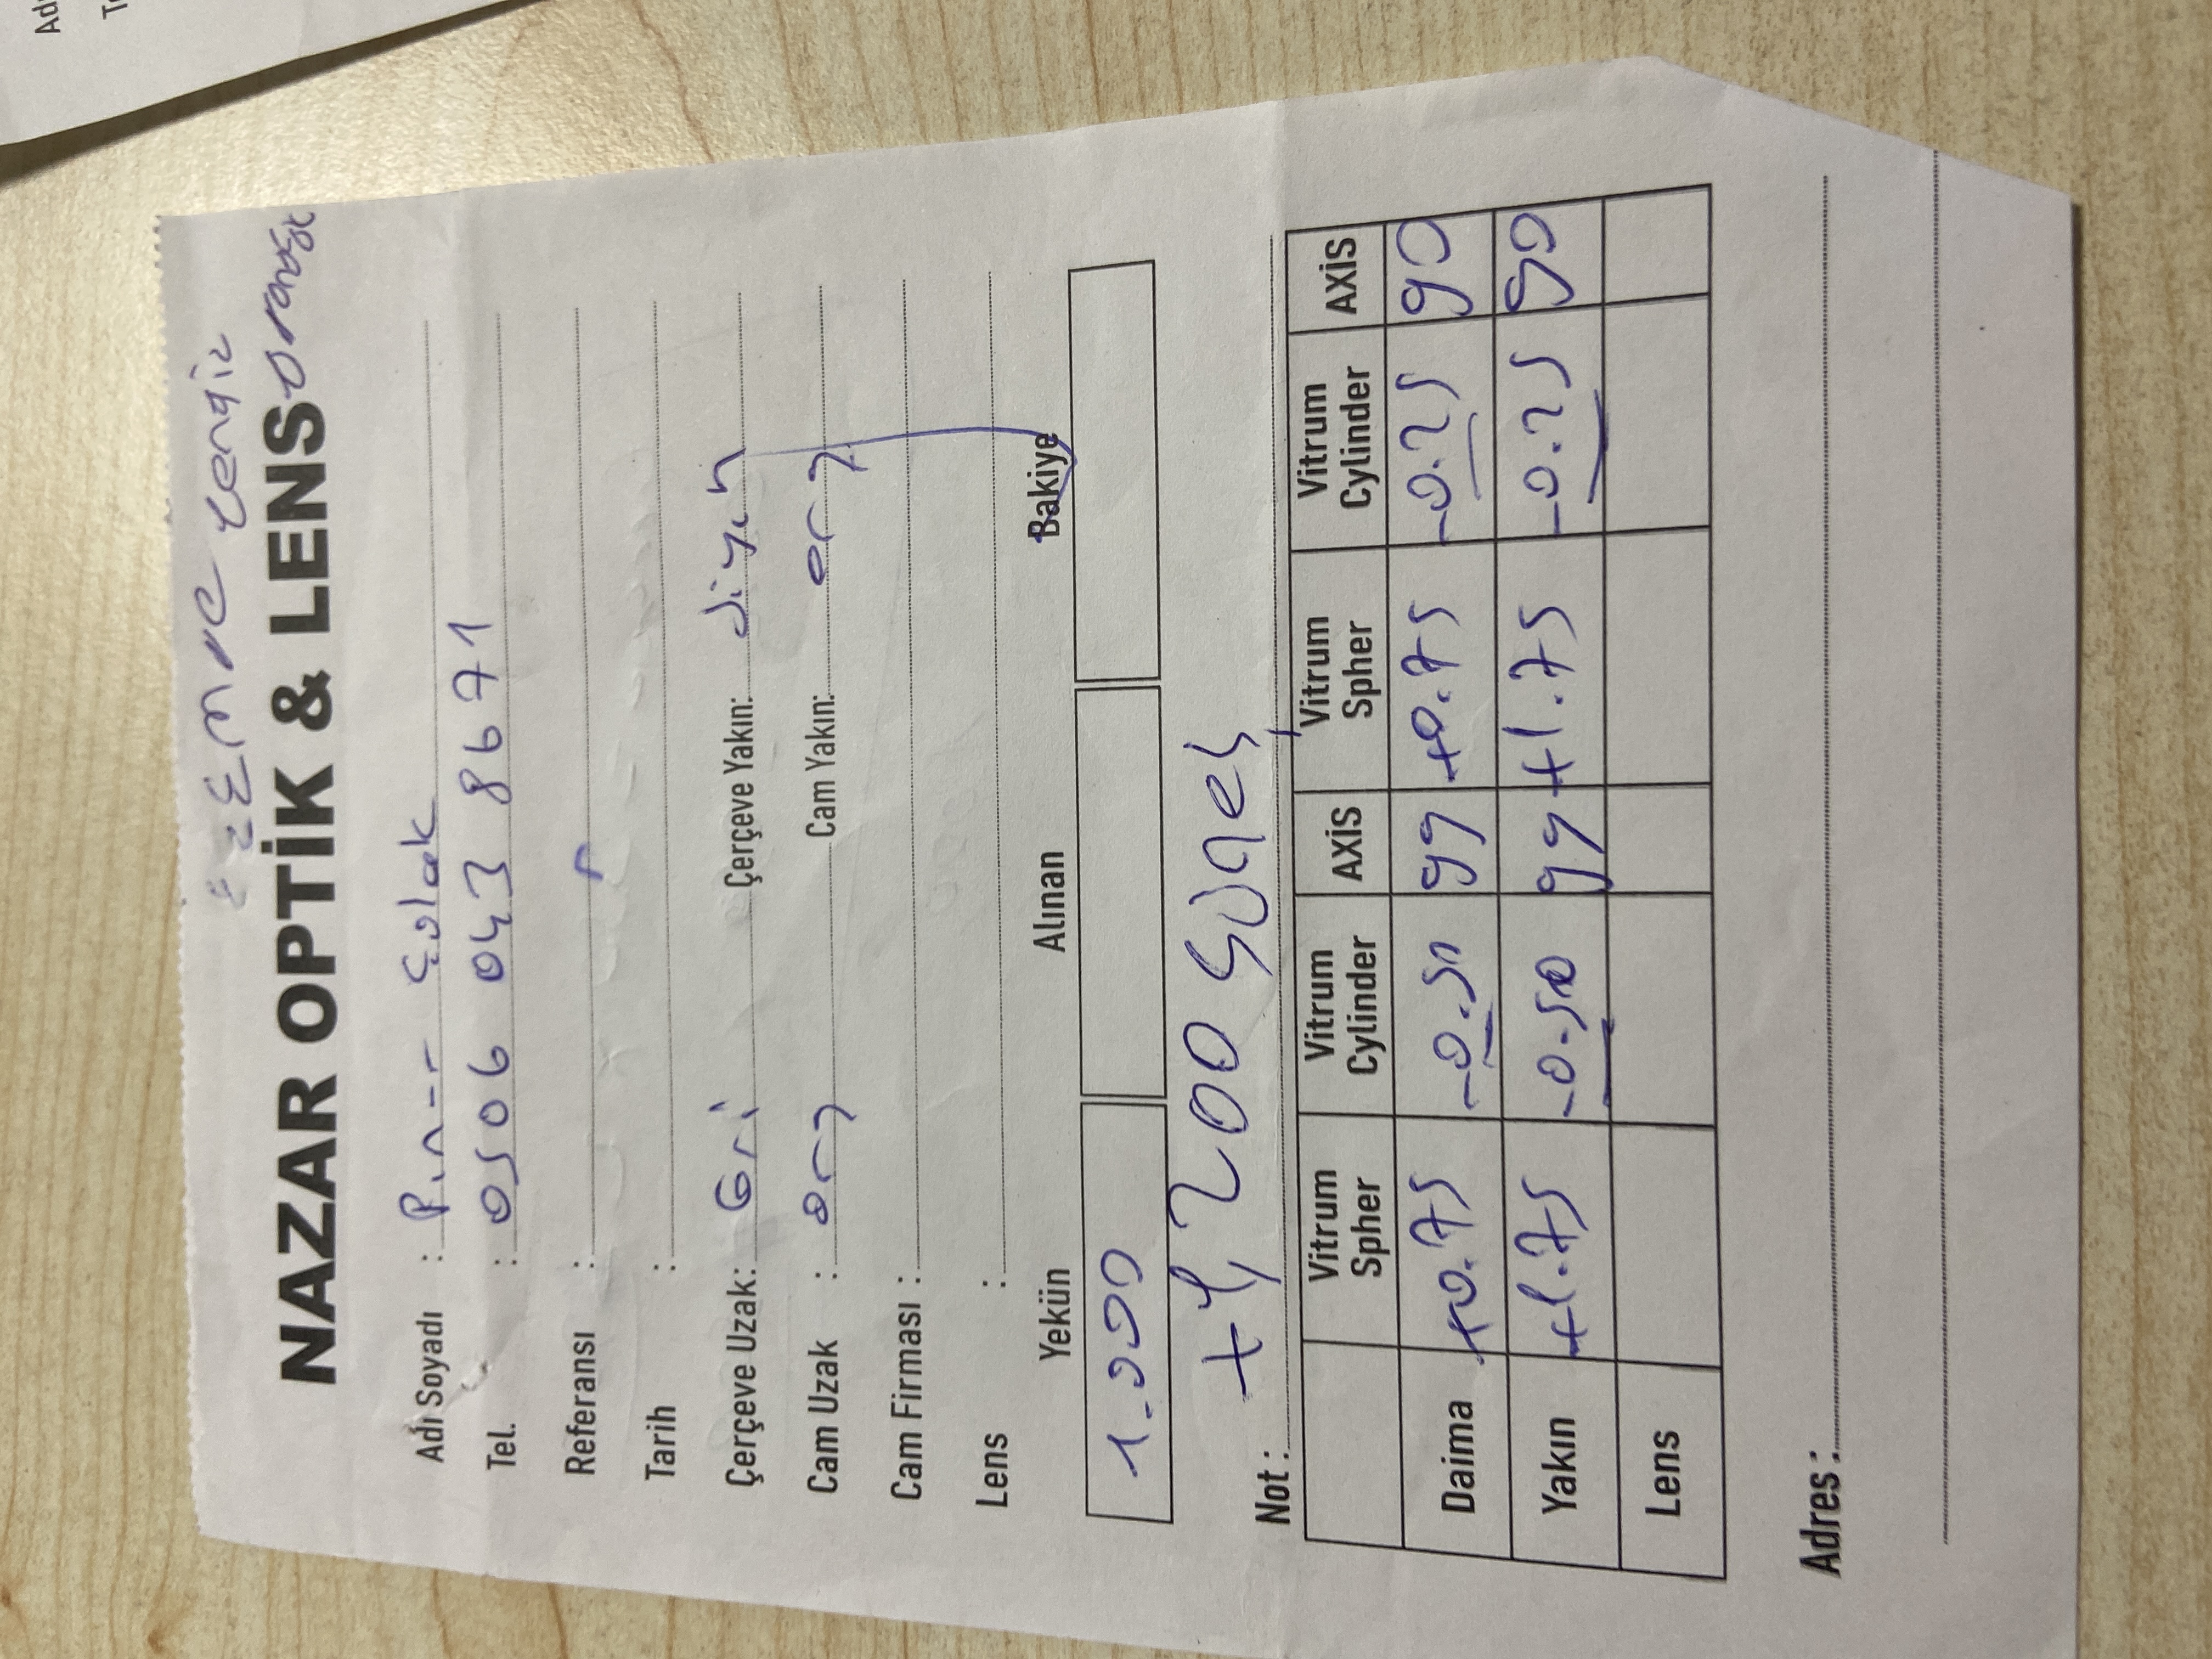 EMRE Cengiz
NAZAR OPTİK & LENS
Adı Soyadı : Pınar Çolak
Tel. : 0506 043 8671
Referansı :
Tarih :
Çerçeve Uzak: Gri Çerçeve Yakın: Siyah
Cam Uzak : org Cam Yakın: org
Cam Firması :
Lens :
Yekün Alınan Bakiye
1.000
+1,200 Güneş
Not :
Vitrum Spher Vitrum Cylinder AXİS Vitrum Spher Vitrum Cylinder AXİS
Daima +0.75 -0.50 99 +0.75 -0.25 90
Yakın +1.75 -0.50 99 +1.75 -0.25 90
Lens
Adres :